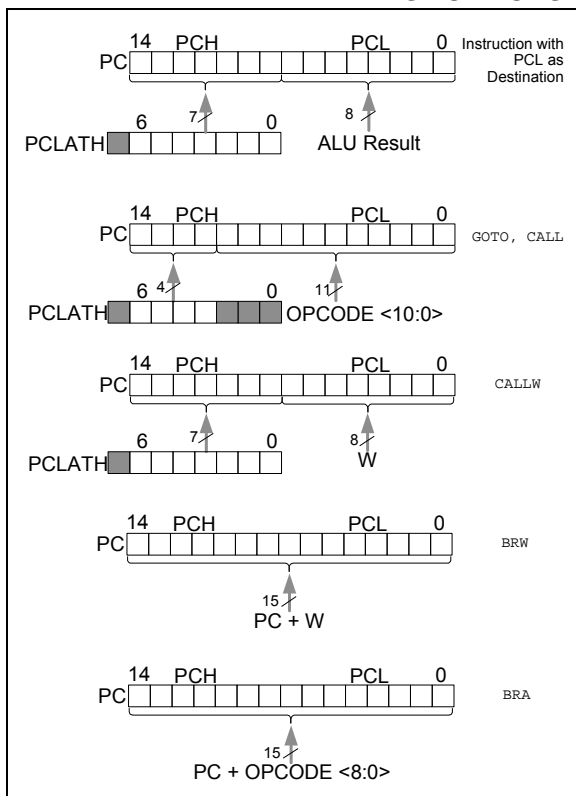 14 PCH PCL 0
PC
Instruction with
PCL as
Destination
7 8
6 0
PCLATH ALU Result
14 PCH PCL 0
PC GOTO, CALL
4 11
6 0
PCLATH OPCODE <10:0>
14 PCH PCL 0
PC CALLW
7 8
6 0
PCLATH W
14 PCH PCL 0
PC BRW
15
PC + W
14 PCH PCL 0
PC BRA
15
PC + OPCODE <8:0>